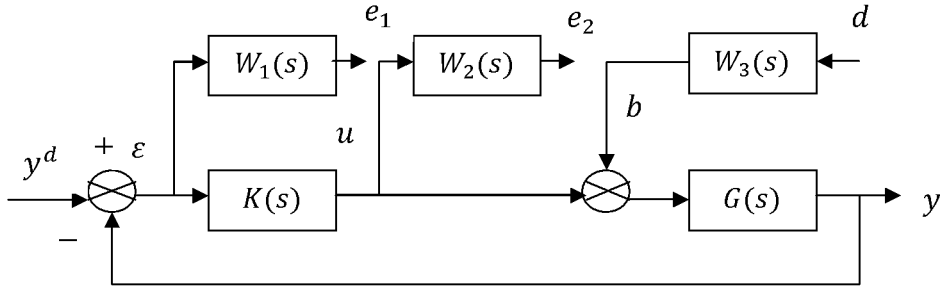 e₁ e₂ d
W₁(s) W₂(s) W₃(s)
b
u
+ ε
yᵈ
K(s) G(s) y
−